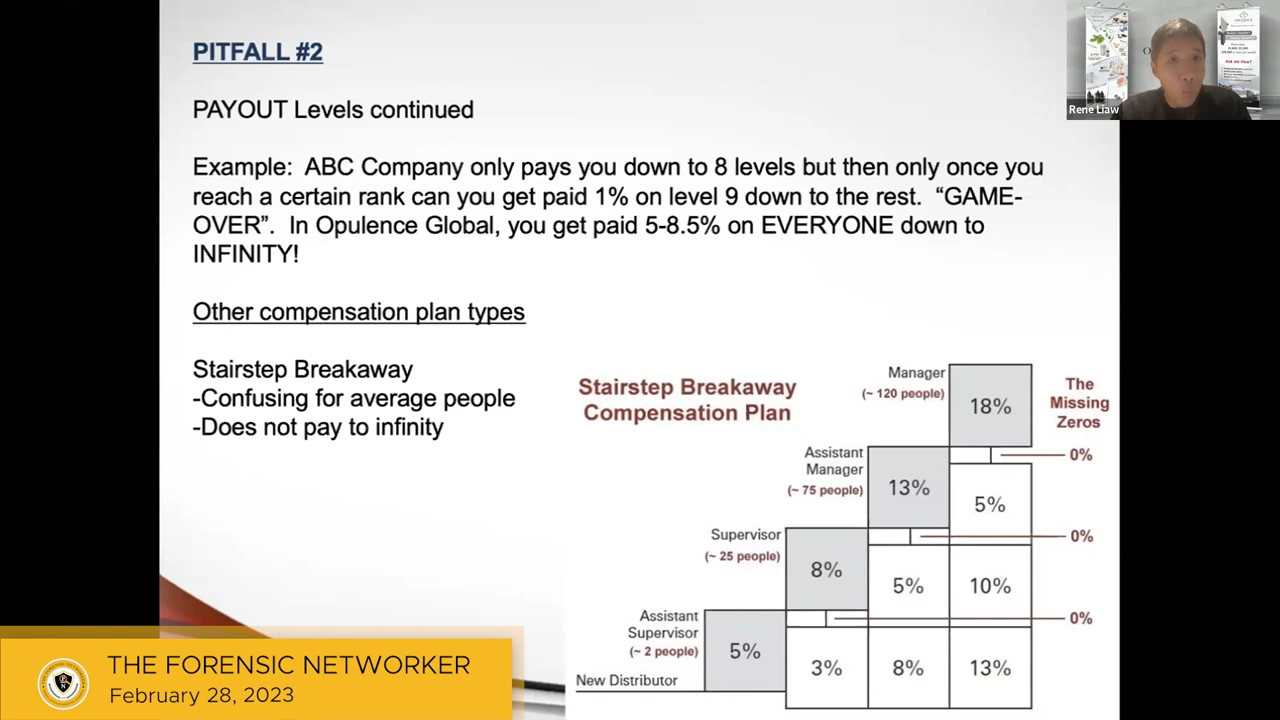 PITFALL #2
PAYOUT Levels continued
Example: ABC Company only pays you down to 8 levels but then only once you
reach a certain rank can you get paid 1% on level 9 down to the rest. “GAME-
OVER”. In Opulence Global, you get paid 5-8.5% on EVERYONE down to
INFINITY!
Other compensation plan types
Stairstep Breakaway
-Confusing for average people
-Does not pay to infinity
Stairstep Breakaway
Compensation Plan
Manager
(~ 120 people)
18%
The
Missing
Zeros
0%
Assistant
Manager
(~ 75 people)
13%
5%
0%
Supervisor
(~ 25 people)
8%
5%
10%
0%
Assistant
Supervisor
(~ 2 people)
5%
3%
8%
13%
New Distributor
Rene Liaw
Ask me How?
THE FORENSIC NETWORKER
February 28, 2023